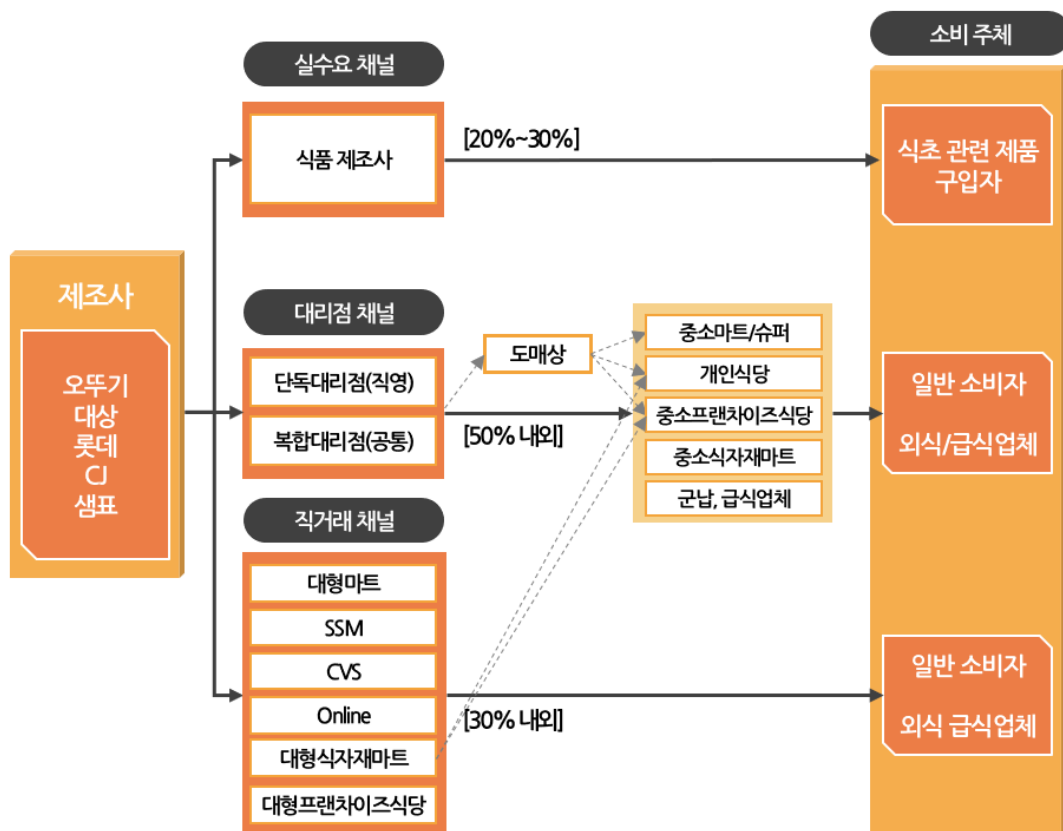 소비 주체
실수요 채널
식품 제조사
[20%~30%]
식초 관련 제품
구입자
제조사
오뚜기
대상
롯데
CJ
샘표
대리점 채널
단독대리점(직영)
복합대리점(공통)
도매상
[50% 내외]
중소마트/슈퍼
개인식당
중소프랜차이즈식당
중소식자재마트
군납, 급식업체
일반 소비자
외식/급식업체
직거래 채널
대형마트
SSM
CVS
Online
대형식자재마트
대형프랜차이즈식당
[30% 내외]
일반 소비자
외식 급식업체